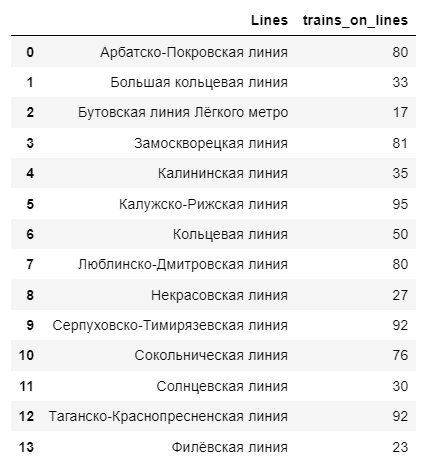 Lines trains_on_lines
0 Арбатско-Покровская линия 80
1 Большая кольцевая линия 33
2 Бутовская линия Лёгкого метро 17
3 Замоскворецкая линия 81
4 Калининская линия 35
5 Калужско-Рижская линия 95
6 Кольцевая линия 50
7 Люблинско-Дмитровская линия 80
8 Некрасовская линия 27
9 Серпуховско-Тимирязевская линия 92
10 Сокольническая линия 76
11 Солнцевская линия 30
12 Таганско-Краснопресненская линия 92
13 Филёвская линия 23